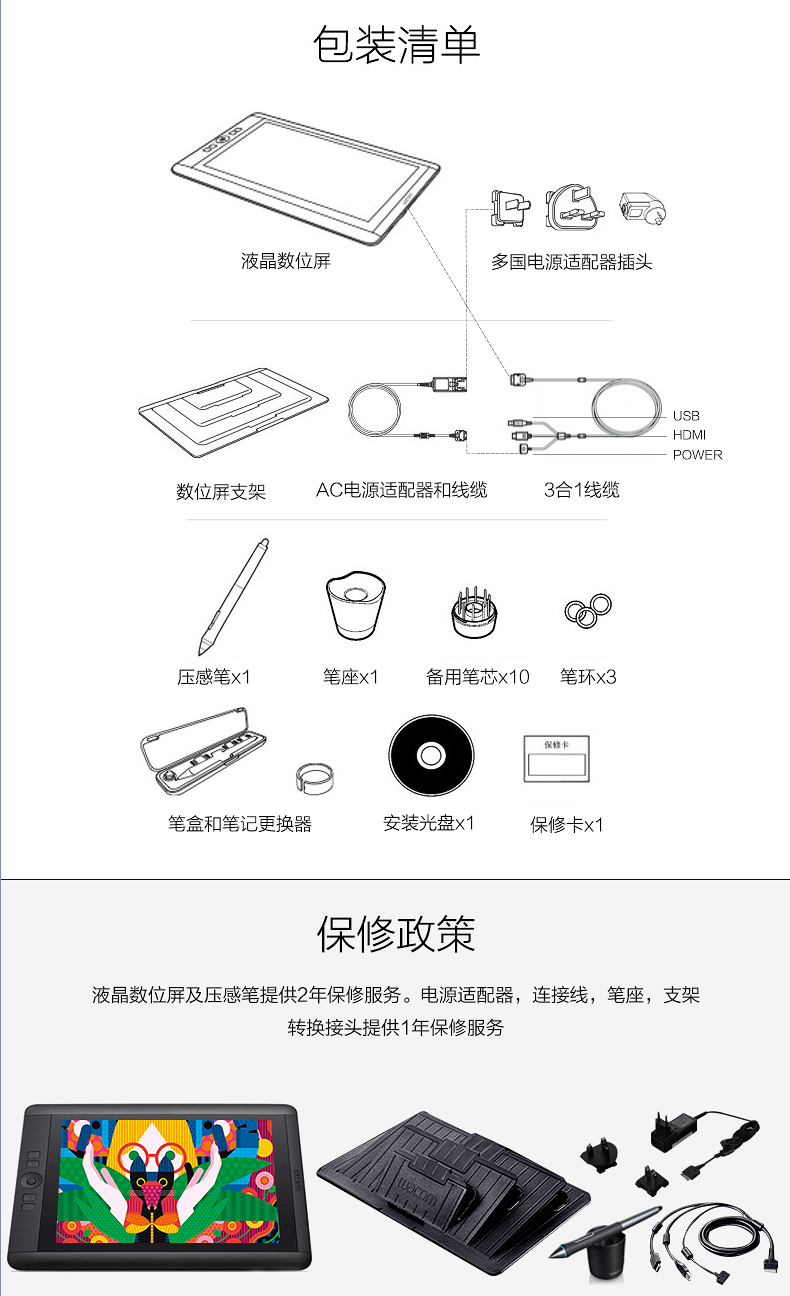 包装清单
液晶数位屏
多国电源适配器插头
USB
HDMI
POWER
数位屏支架
AC电源适配器和线缆
3合1线缆
压感笔x1
笔座x1
备用笔芯x10
笔环x3
保修卡
笔盒和笔记更换器
安装光盘x1
保修卡x1
保修政策
液晶数位屏及压感笔提供2年保修服务。电源适配器，连接线，笔座，支架
转换接头提供1年保修服务
wacom